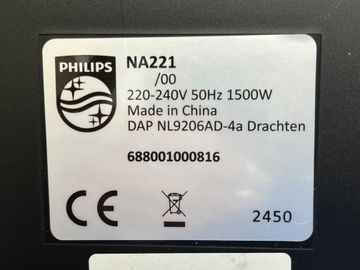 PHILIPS
NA221
/00
220-240V 50Hz 1500W
Made in China
DAP NL9206AD-4a Drachten
688001000816
CE
2450